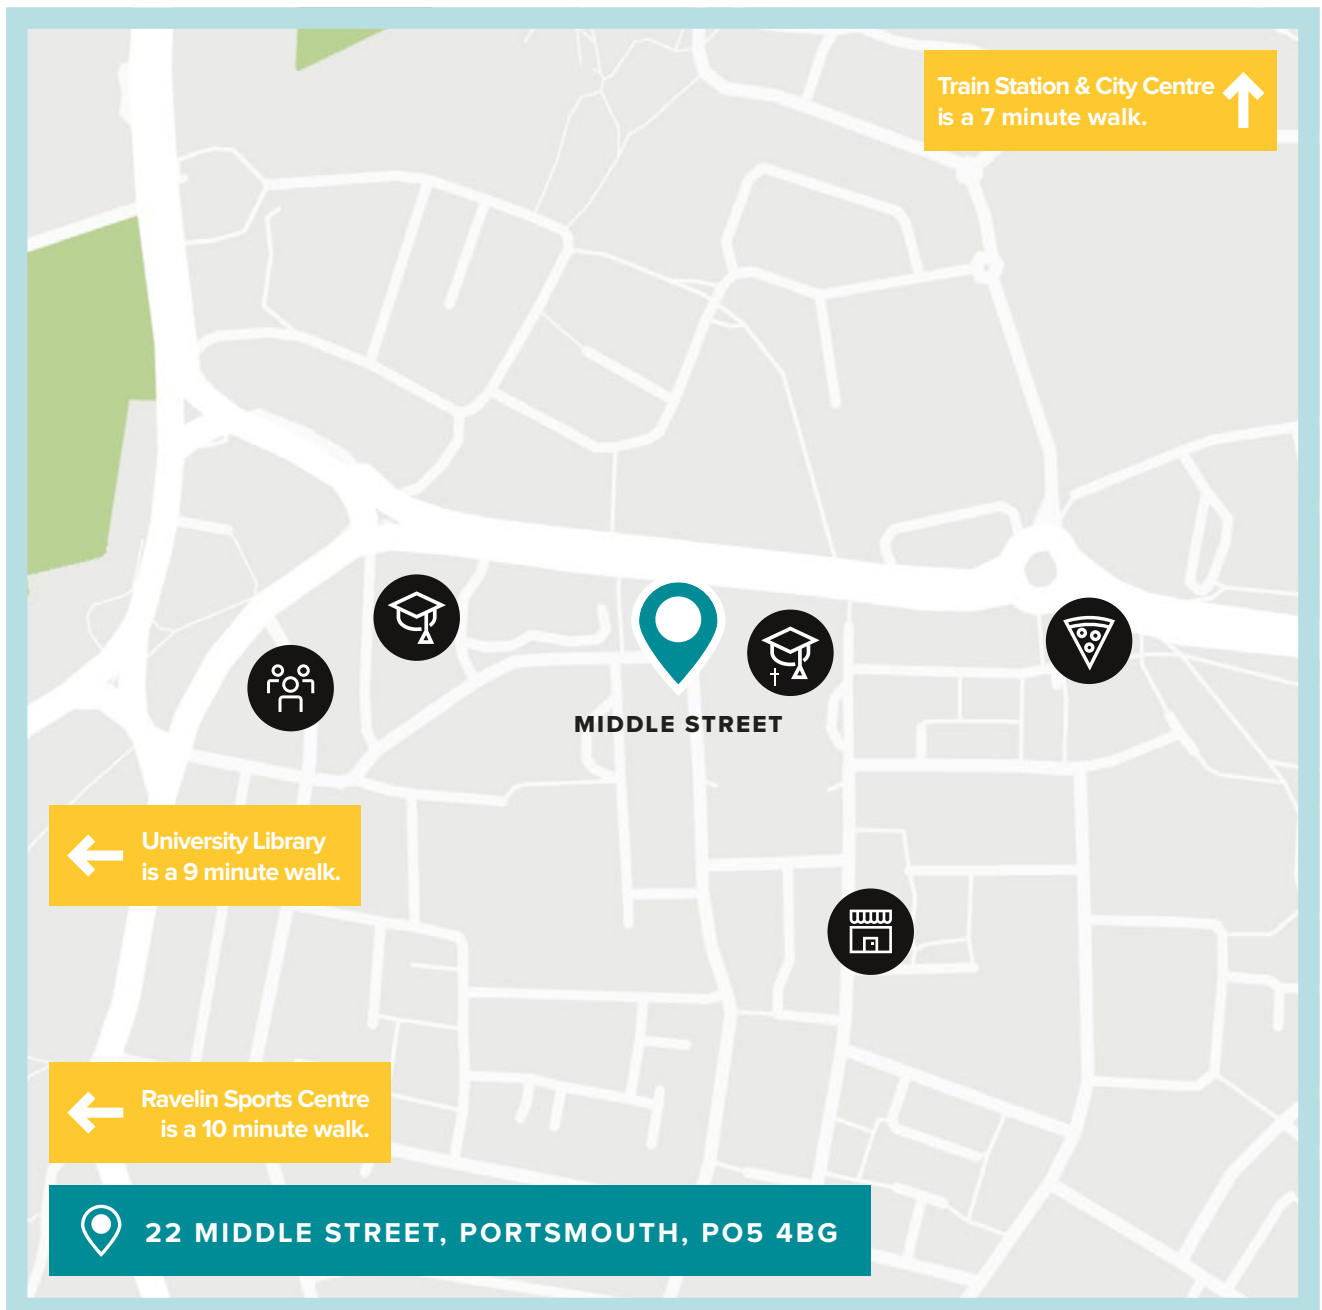 Train Station & City Centre
is a 7 minute walk.
MIDDLE STREET
University Library
is a 9 minute walk.
Ravelin Sports Centre
is a 10 minute walk.
22 MIDDLE STREET, PORTSMOUTH, PO5 4BG